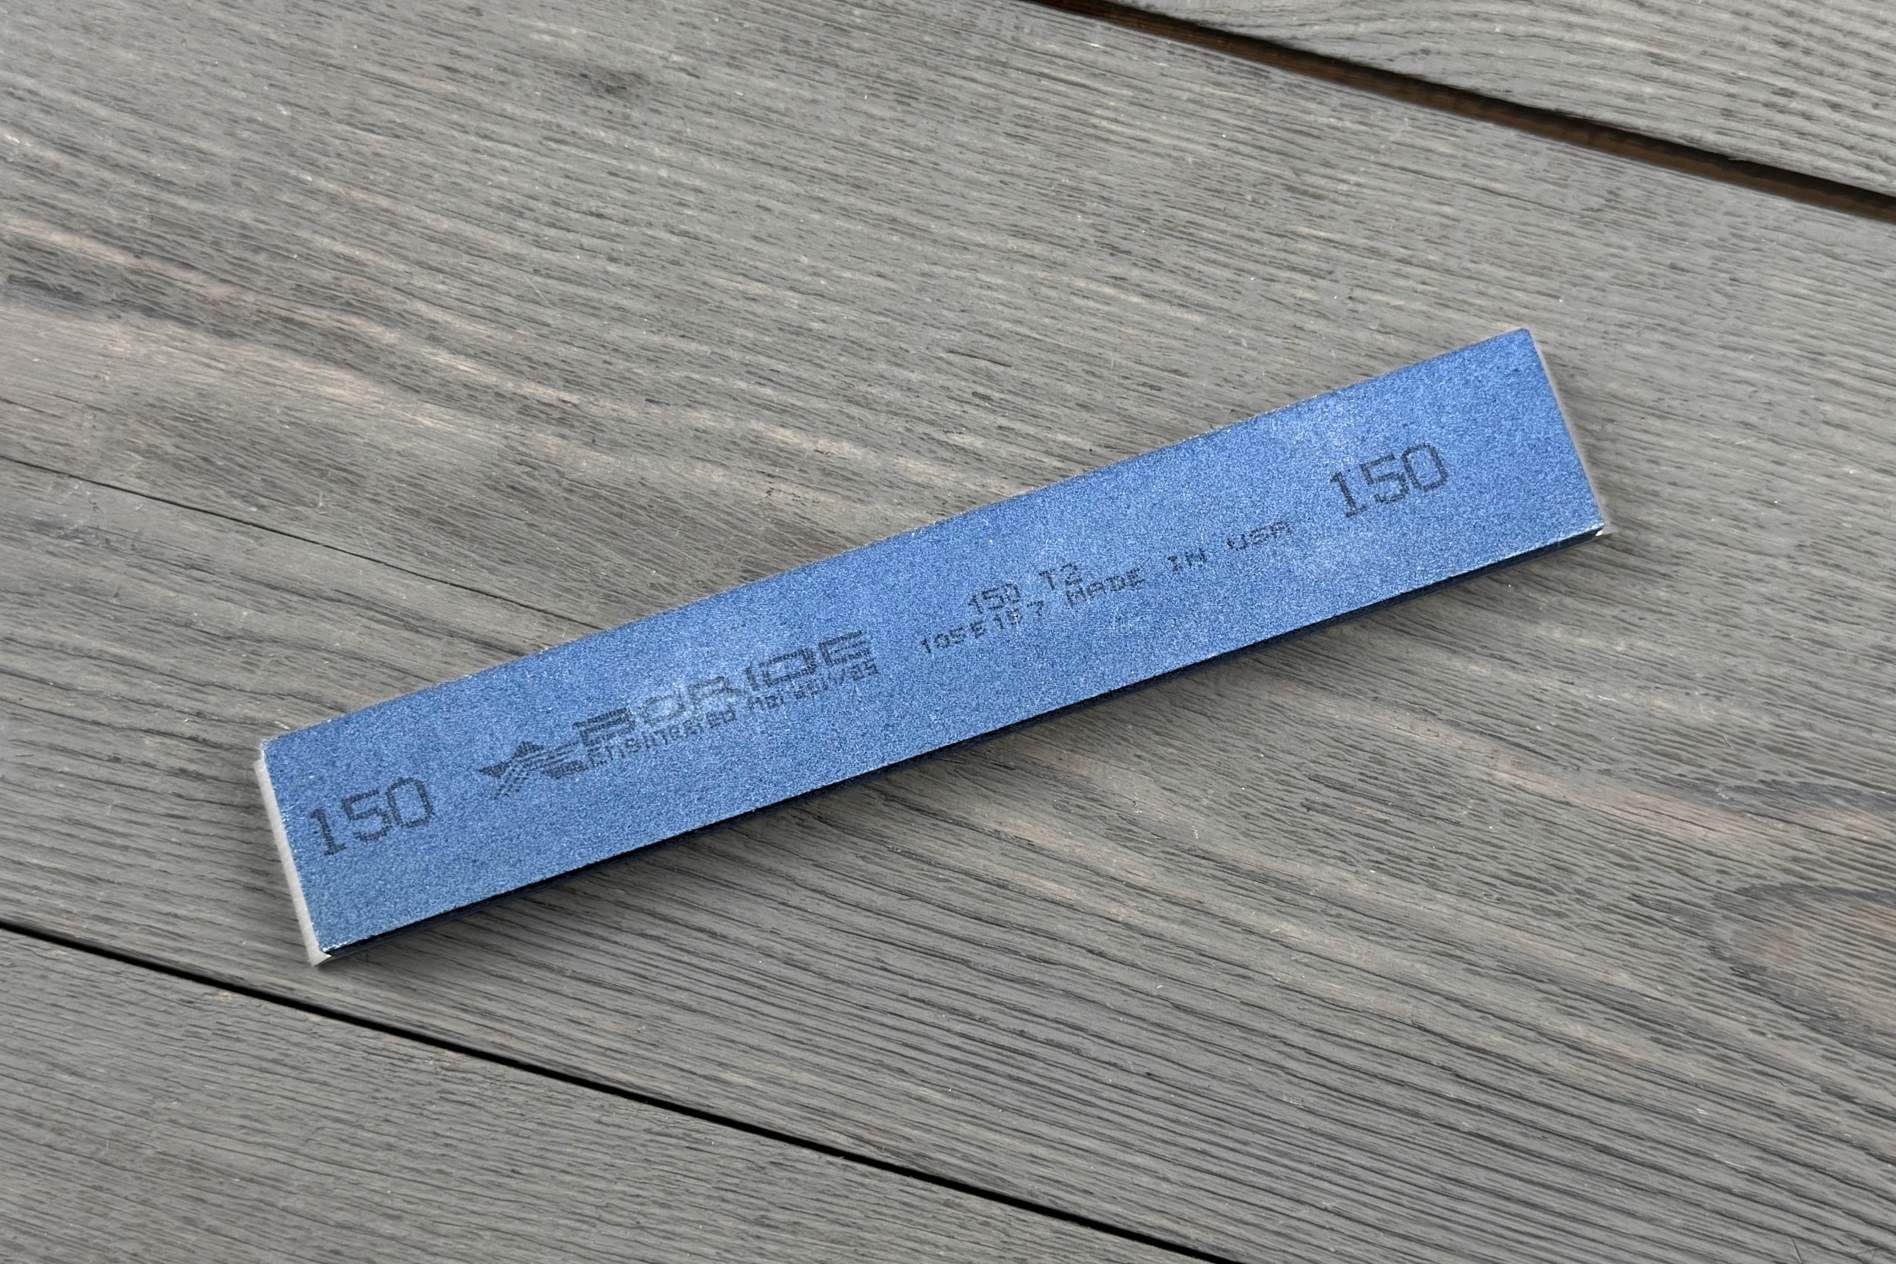 150
BORIDE
Engineered Abrasives
150 T2
MADE IN USA
150